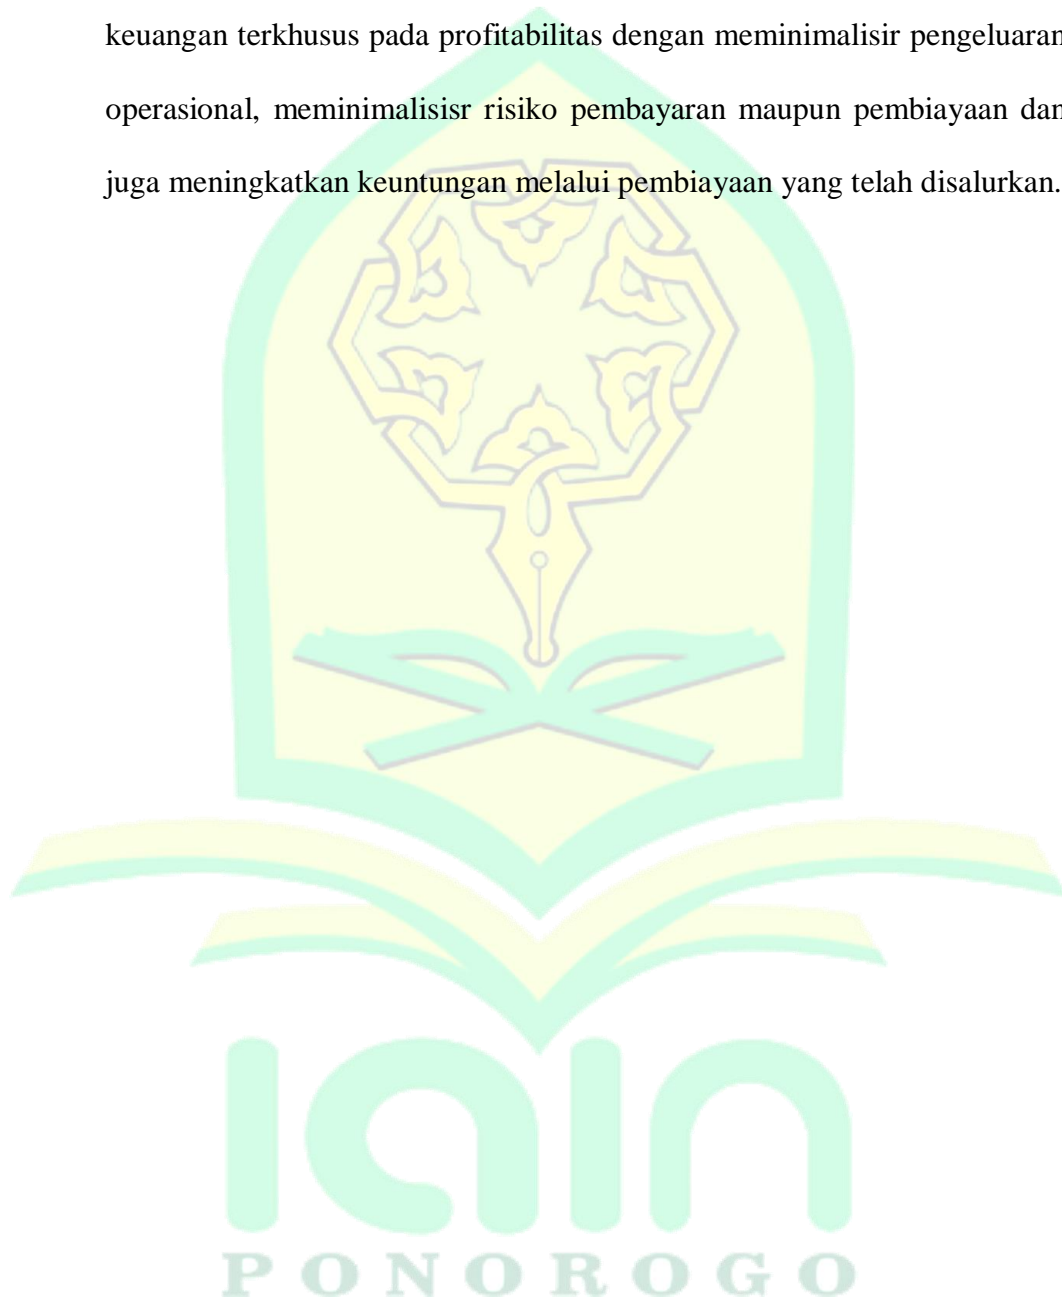 keuangan terkhusus pada profitabilitas dengan meminimalisir pengeluaran
operasional, meminimalisisr risiko pembayaran maupun pembiayaan dan
juga meningkatkan keuntungan melalui pembiayaan yang telah disalurkan.
iain
PONOROGO